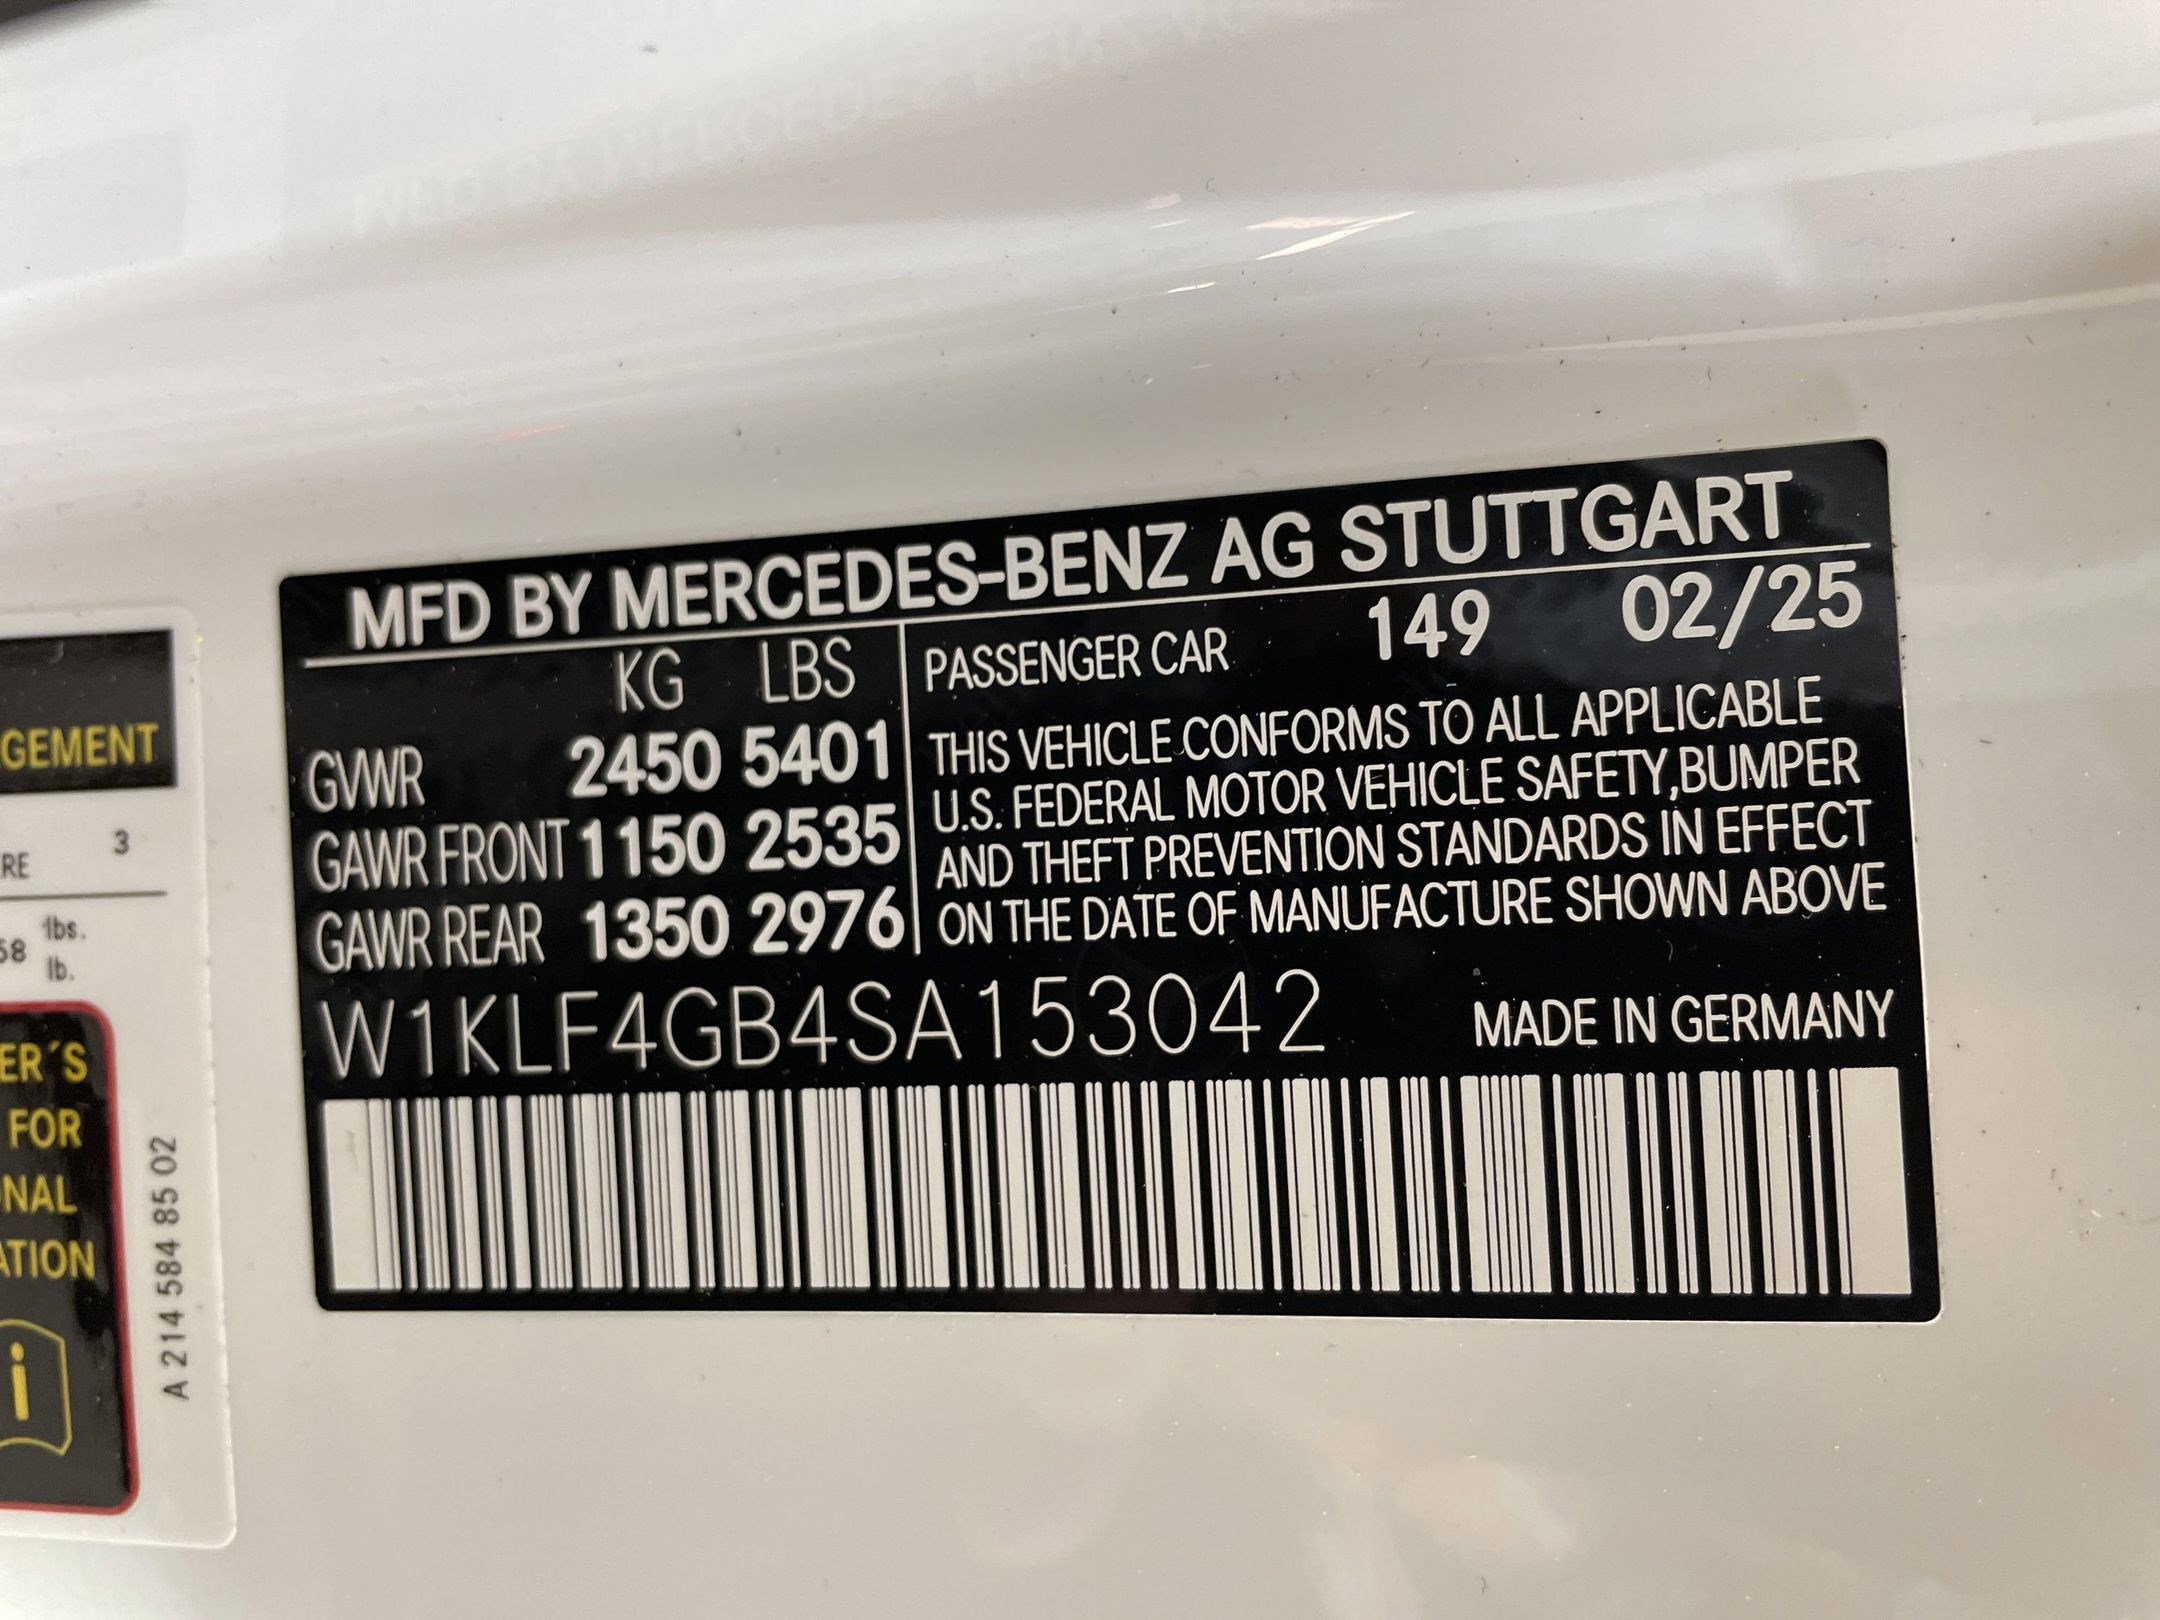 MFD BY MERCEDES-BENZ AG STUTTGART
KG LBS
GVWR 2450 5401
GAWR FRONT 1150 2535
GAWR REAR 1350 2976
PASSENGER CAR 149 02/25
THIS VEHICLE CONFORMS TO ALL APPLICABLE
U.S. FEDERAL MOTOR VEHICLE SAFETY,BUMPER
AND THEFT PREVENTION STANDARDS IN EFFECT
ON THE DATE OF MANUFACTURE SHOWN ABOVE
W1KLF4GB4SA153042 MADE IN GERMANY
GEMENT
RE 3
68 lbs.
lb.
ER´S
FOR
NAL
ATION
i
A 214 584 85 02